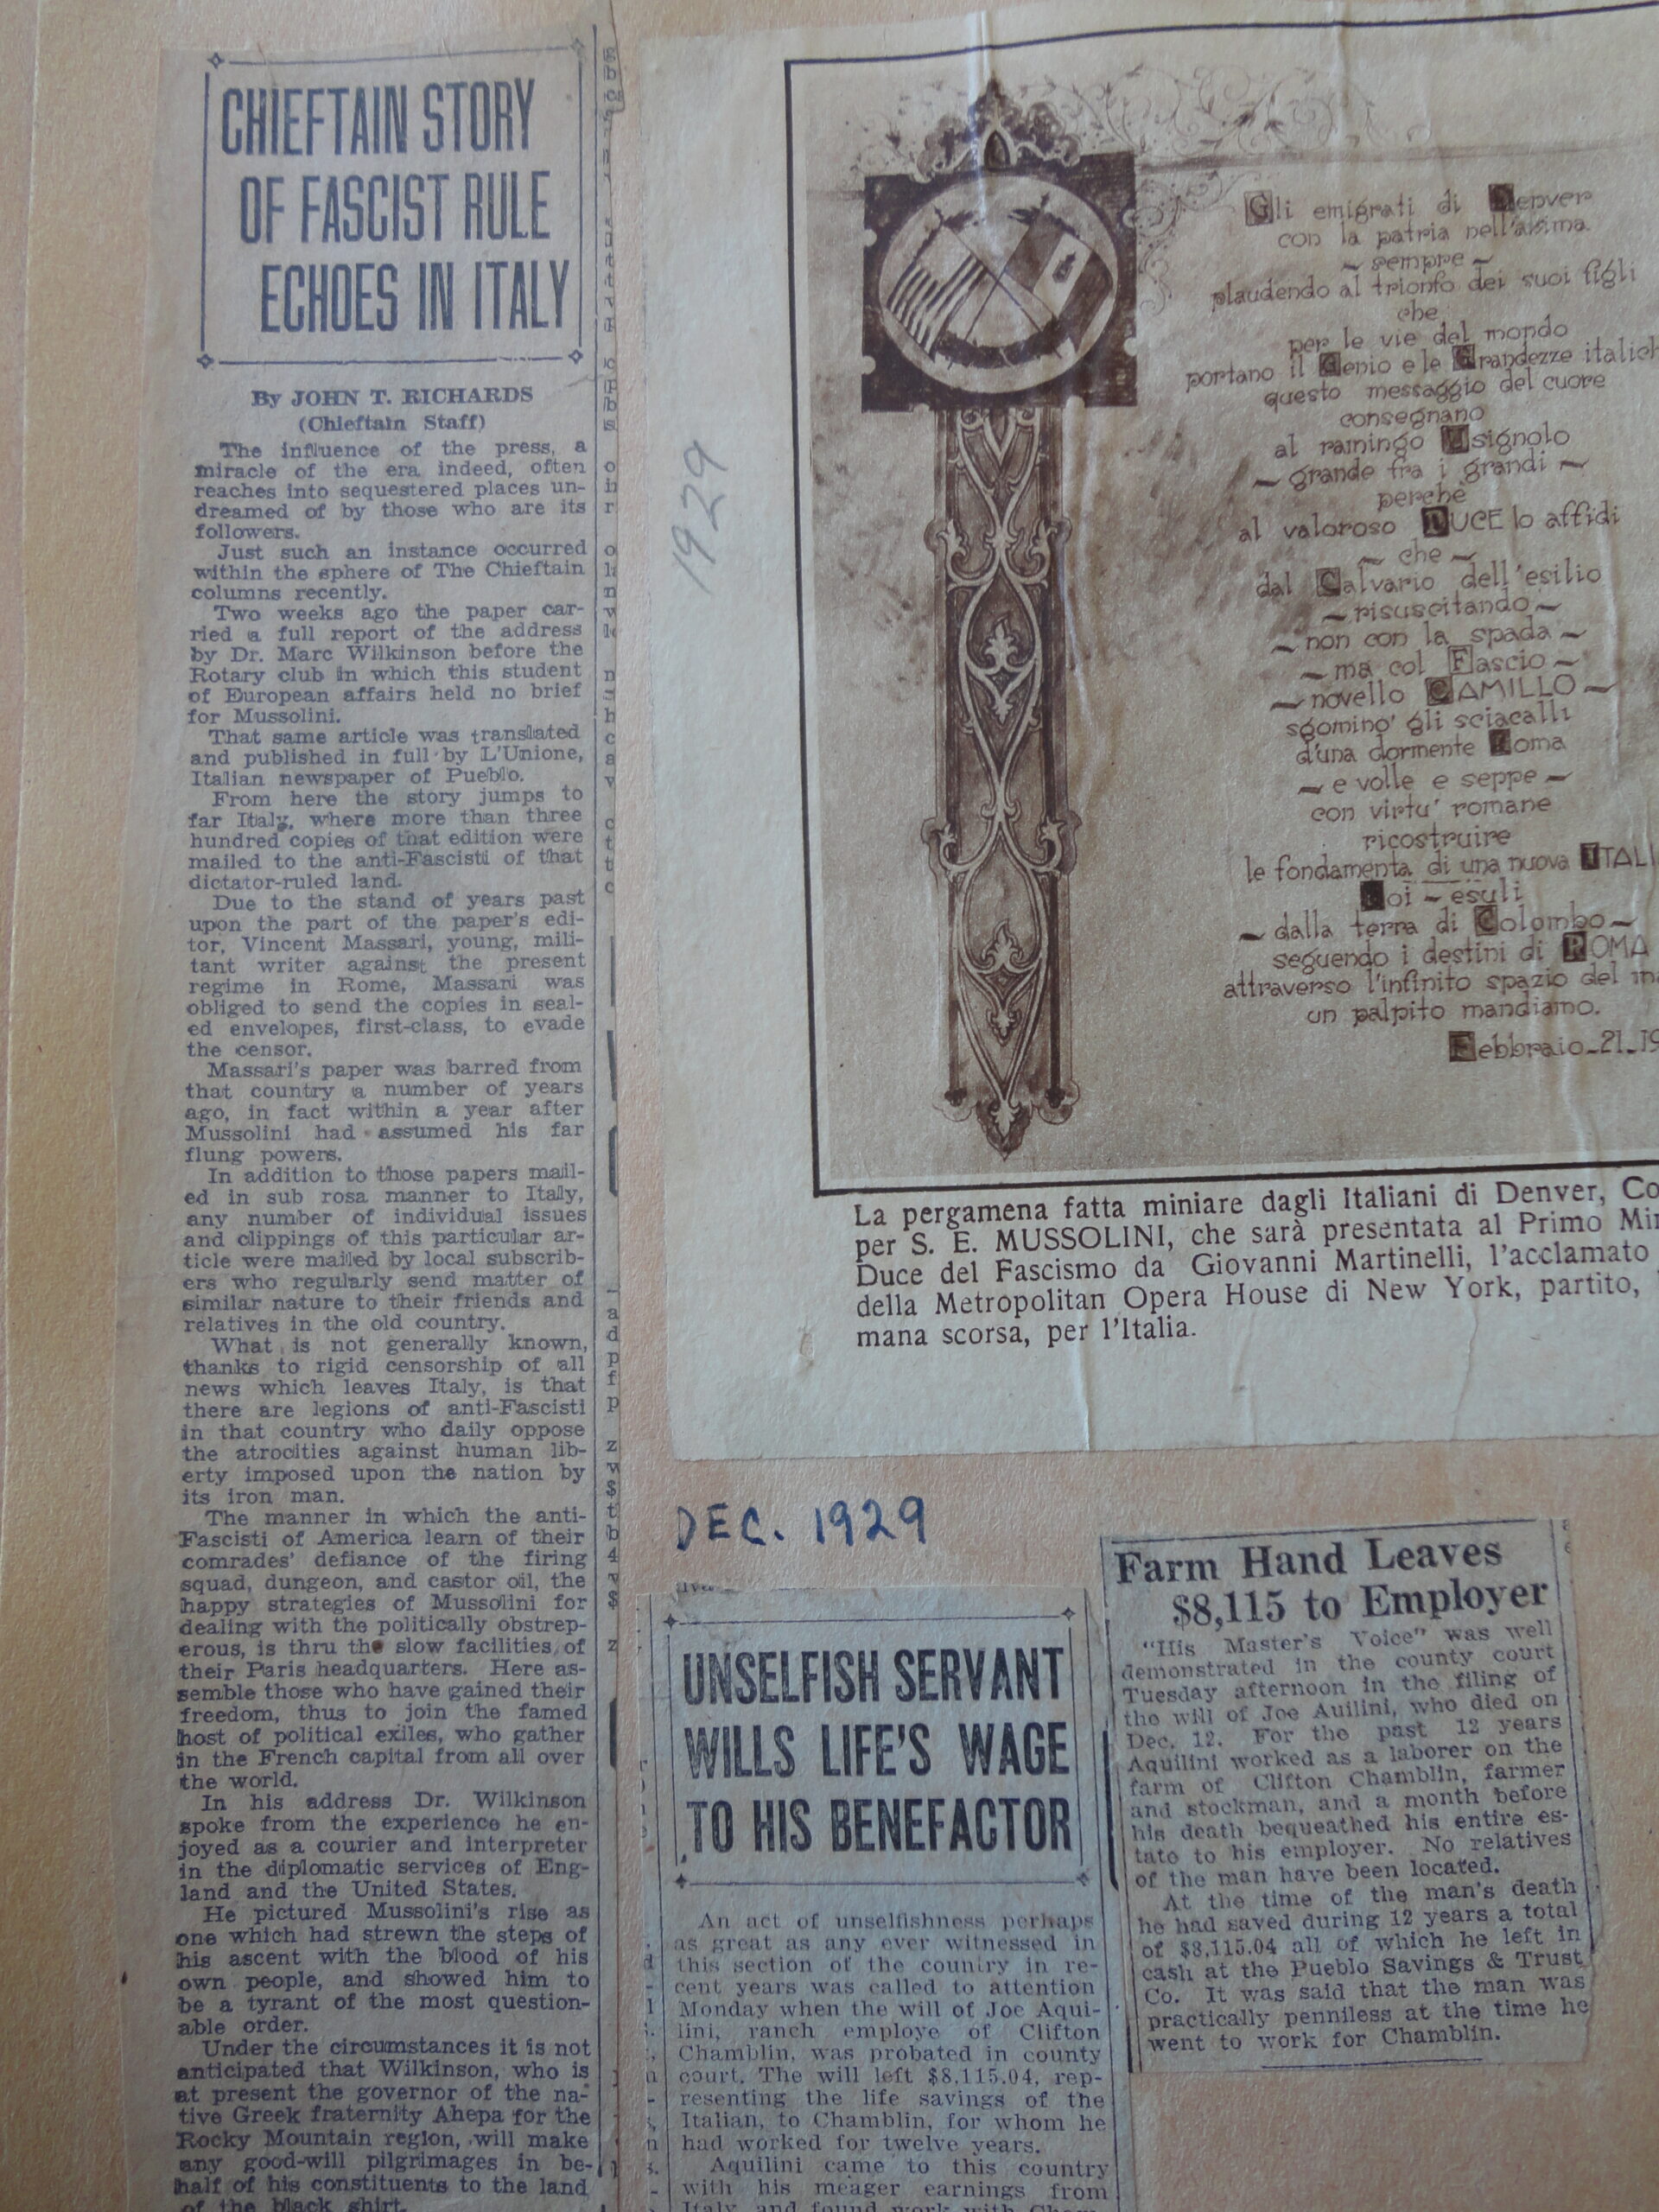 CHIEFTAIN STORY
OF FASCIST RULE
ECHOES IN ITALY
By JOHN T. RICHARDS
(Chieftain Staff)
The influence of the press, a
miracle of the era indeed, often
reaches into sequestered places un-
dreamed of by those who are its
followers.
Just such an instance occurred
within the sphere of The Chieftain
columns recently.
Two weeks ago the paper car-
ried a full report of the address
by Dr. Marc Wilkinson before the
Rotary club in which this student
of European affairs held no brief
for Mussolini.
That same article was translated
and published in full by L'Unione,
Italian newspaper of Pueblo.
From here the story jumps to
far Italy, where more than three
hundred copies of that edition were
mailed to the anti-Fascisti of that
dictator-ruled land.
Due to the stand of years past
upon the part of the paper's edi-
tor, Vincent Massari, young, mili-
tant writer against the present
regime in Rome, Massari was
obliged to send the copies in seal-
ed envelopes, first-class, to evade
the censor.
Massari's paper was barred from
that country a number of years
ago, in fact within a year after
Mussolini had assumed his far
flung powers.
In addition to those papers mail-
ed in sub rosa manner to Italy,
any number of individual issues
and clippings of this particular ar-
ticle were mailed by local subscrib-
ers who regularly send matter of
similar nature to their friends and
relatives in the old country.
What is not generally known,
thanks to rigid censorship of all
news which leaves Italy, is that
there are legions of anti-Fascisti
in that country who daily oppose
the atrocities against human lib-
erty imposed upon the nation by
its iron man.
The manner in which the anti-
Fascisti of America learn of their
comrades' defiance of the firing
squad, dungeon, and castor oil, the
happy strategies of Mussolini for
dealing with the politically obstrep-
erous, is thru the slow facilities of
their Paris headquarters. Here as-
semble those who have gained their
freedom, thus to join the famed
host of political exiles, who gather
in the French capital from all over
the world.
In his address Dr. Wilkinson
spoke from the experience he en-
joyed as a courier and interpreter
in the diplomatic services of Eng-
land and the United States.
He pictured Mussolini's rise as
one which had strewn the steps of
his ascent with the blood of his
own people, and showed him to
be a tyrant of the most question-
able order.
Under the circumstances it is not
anticipated that Wilkinson, who is
at present the governor of the na-
tive Greek fraternity Ahepa for the
Rocky Mountain region, will make
any good-will pilgrimages in be-
half of his constituents to the land
of the black shirt.
1929
Gli emigrati di Denver
con la patria nell'anima
~ sempre ~
plaudendo al trionfo dei suoi figli
che
per le vie del mondo
portano il Genio e le Grandezze italich
questo messaggio del cuore
consegnano
al ramingo Usignolo
~ grande fra i grandi ~
perchè
al valoroso DUCE lo affidi
~ che ~
dal Calvario dell'esilio
~ risuscitando ~
~ non con la spada ~
~ ma col Fascio ~
~ novello CAMILLO ~
sgomino' gli sciacalli
d'una dormente Roma
~ e volle e seppe ~
con virtu' romane
ricostruire
le fondamenta di una nuova ITALI
Noi ~ esuli
~ dalla terra di Colombo ~
seguendo i destini di ROMA
attraverso l'infinito spazio del
un palpito mandiamo.
Febbraio-21-19
La pergamena fatta miniare dagli Italiani di Denver, Co
per S. E. MUSSOLINI, che sarà presentata al Primo Min
Duce del Fascismo da Giovanni Martinelli, l'acclamato
della Metropolitan Opera House di New York, partito,
mana scorsa, per l'Italia.
DEC. 1929
UNSELFISH SERVANT
WILLS LIFE'S WAGE
TO HIS BENEFACTOR
An act of unselfishness perhaps
as great as any ever witnessed in
this section of the country in re-
cent years was called to attention
Monday when the will of Joe Aqui-
lini, ranch employe of Clifton
Chamblin, was probated in county
court. The will left $8,115.04, rep-
resenting the life savings of the
Italian, to Chamblin, for whom he
had worked for twelve years.
Aquilini came to this country
with his meager earnings from
Italy and found work with
Farm Hand Leaves
$8,115 to Employer
"His Master's Voice" was well
demonstrated in the county court
Tuesday afternoon in the filing of
the will of Joe Auilini, who died on
Dec. 12. For the past 12 years
Aquilini worked as a laborer on the
farm of Clifton Chamblin, farmer
and stockman, and a month before
his death bequeathed his entire es-
tate to his employer. No relatives
of the man have been located.
At the time of the man's death
he had saved during 12 years a total
of $8,115.04 all of which he left in
cash at the Pueblo Savings & Trust
Co. It was said that the man was
practically penniless at the time he
went to work for Chamblin.